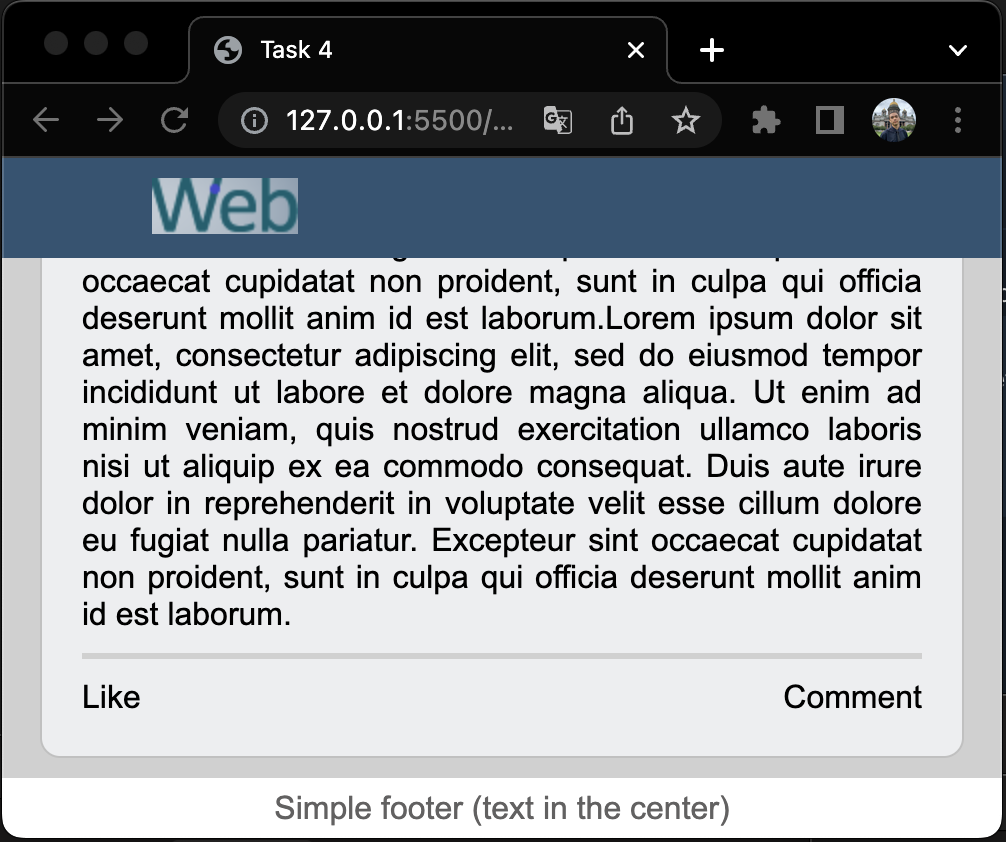 Task 4
127.0.0.1:5500/...
Web
occaecat cupidatat non proident, sunt in culpa qui officia
deserunt mollit anim id est laborum.Lorem ipsum dolor sit
amet, consectetur adipiscing elit, sed do eiusmod tempor
incididunt ut labore et dolore magna aliqua. Ut enim ad
minim veniam, quis nostrud exercitation ullamco laboris
nisi ut aliquip ex ea commodo consequat. Duis aute irure
dolor in reprehenderit in voluptate velit esse cillum dolore
eu fugiat nulla pariatur. Excepteur sint occaecat cupidatat
non proident, sunt in culpa qui officia deserunt mollit anim
id est laborum.
Like Comment
Simple footer (text in the center)